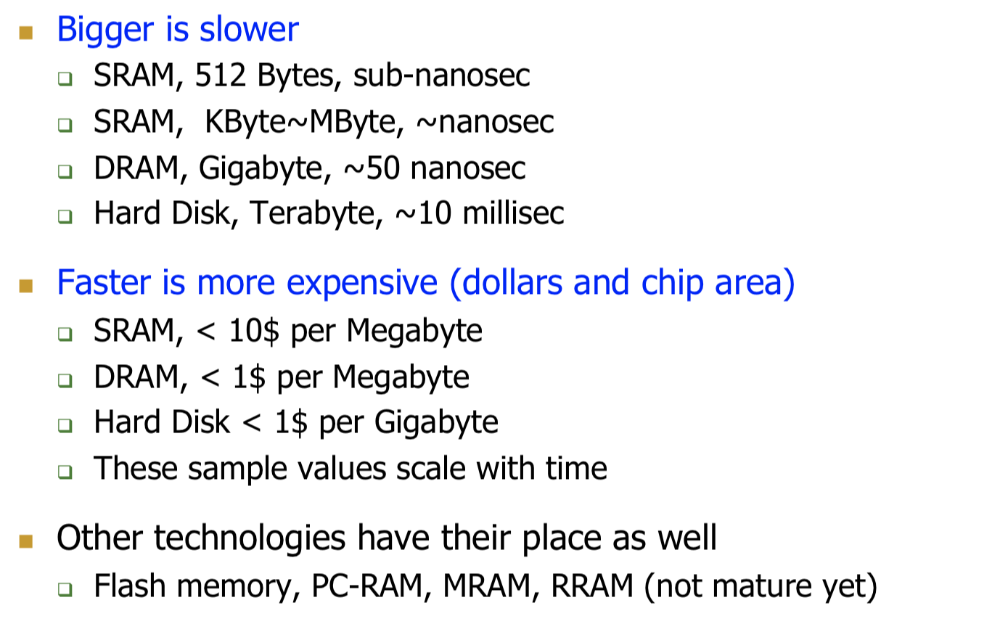 Bigger is slower
SRAM, 512 Bytes, sub-nanosec
SRAM,  KByte~MByte, ~nanosec
DRAM, Gigabyte, ~50 nanosec
Hard Disk, Terabyte, ~10 millisec
Faster is more expensive (dollars and chip area)
SRAM, < 10$ per Megabyte
DRAM, < 1$ per Megabyte
Hard Disk < 1$ per Gigabyte
These sample values scale with time
Other technologies have their place as well
Flash memory, PC-RAM, MRAM, RRAM (not mature yet)